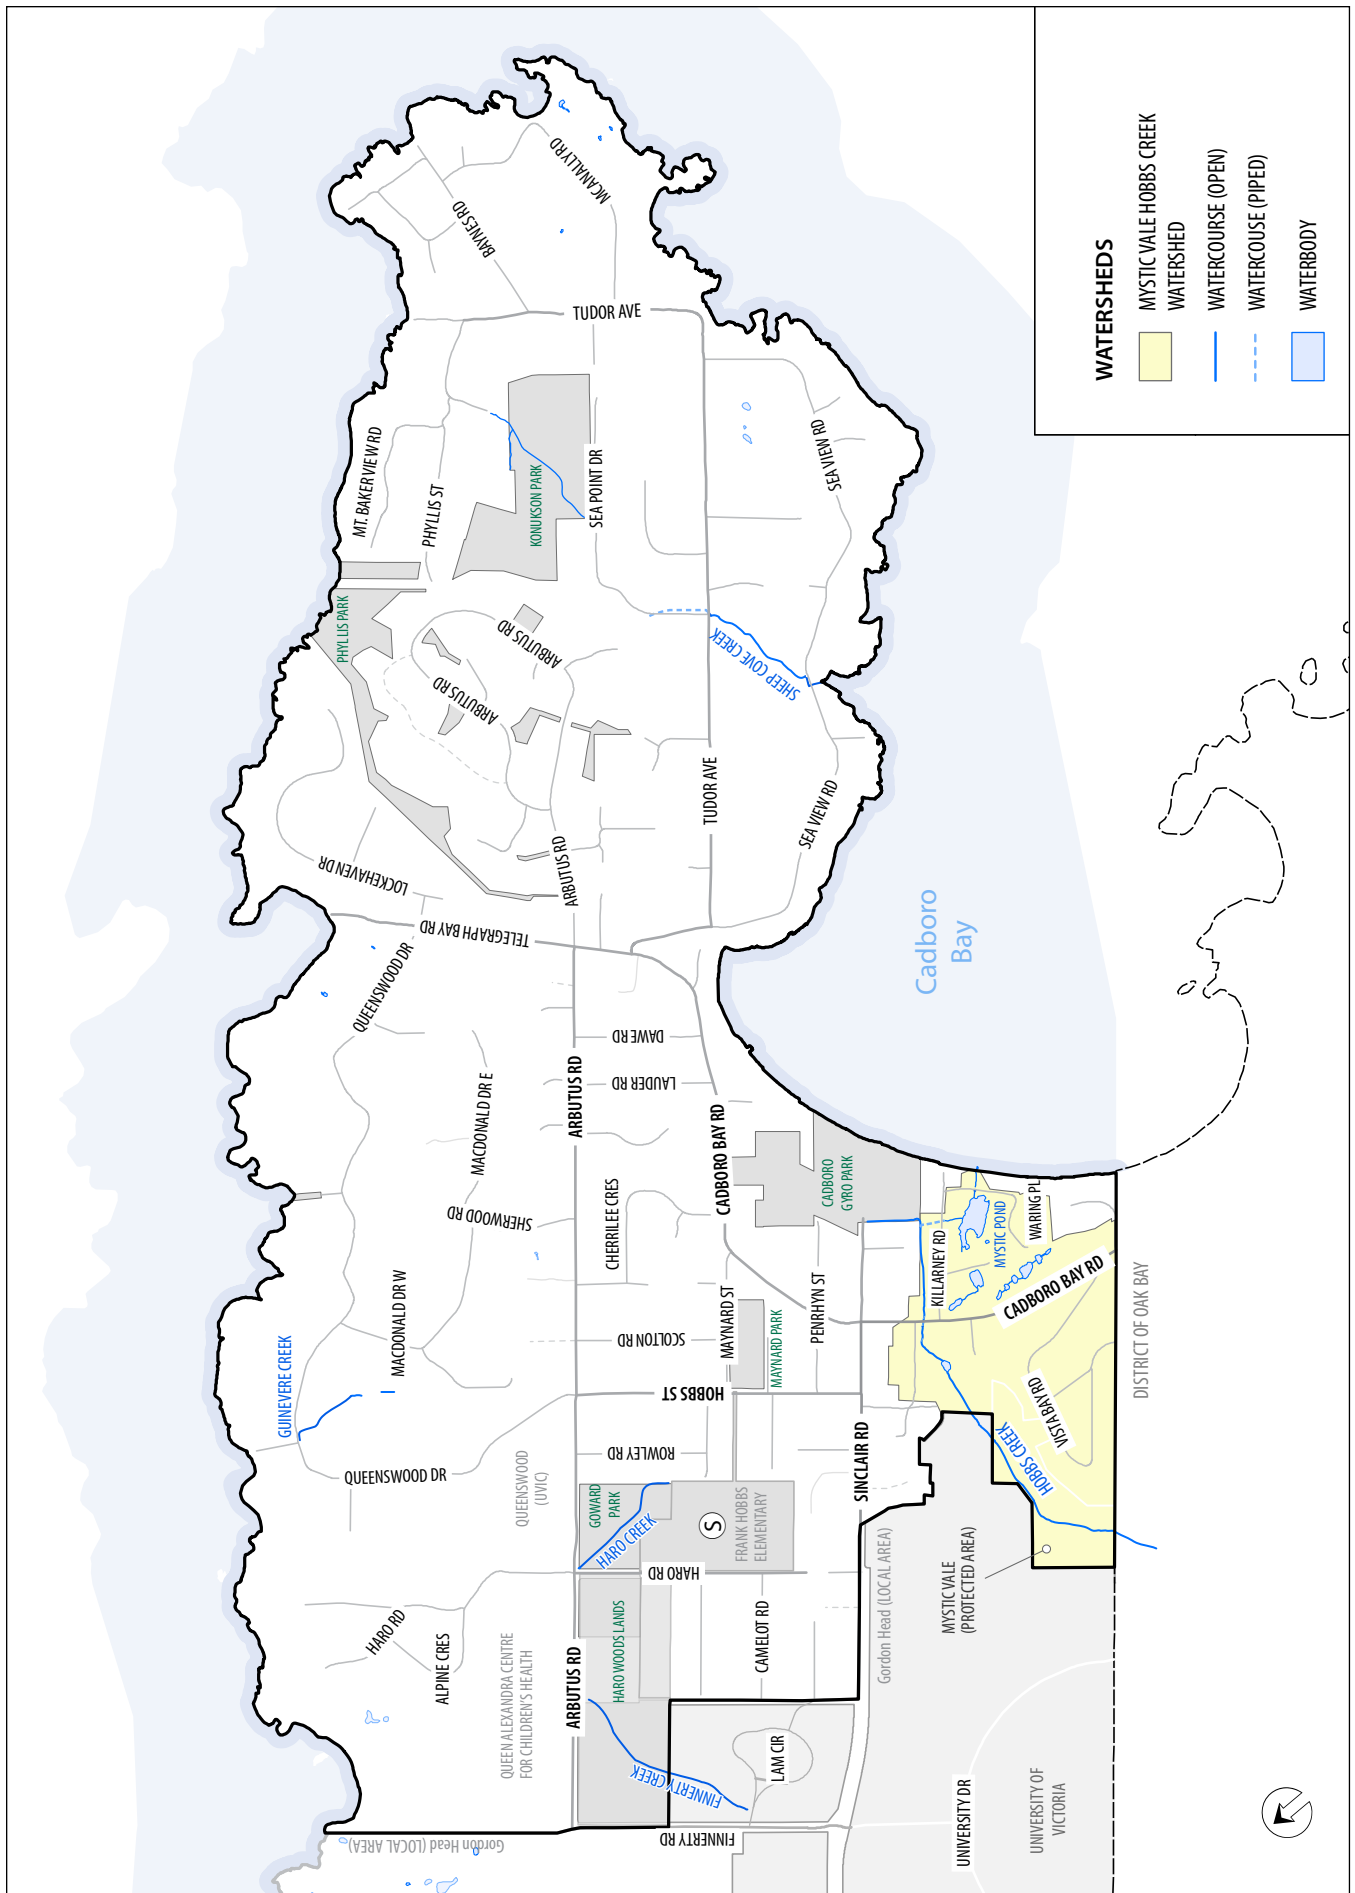 WATERSHEDS
MYSTIC VALE HOBBS CREEK
WATERSHED
WATERCOURSE (OPEN)
WATERCOUSE (PIPED)
WATERBODY
MCANALLY RD
BAYNES RD
TUDOR AVE
MT. BAKER VIEW RD
PHYLLIS ST
KONUKSON PARK
SEA POINT DR
SEA VIEW RD
PHYLLIS PARK
ARBUTUS RD
ARBUTUS RD
SHEEP COVE CREEK
TUDOR AVE
SEA VIEW RD
LOCKEHAVEN DR
ARBUTUS RD
TELEGRAPH BAY RD
QUEENSWOOD DR
Cadboro
Bay
DAWE RD
LAUDER RD
ARBUTUS RD
CADBORO BAY RD
MACDONALD DR E
SHERWOOD RD
CHERRILEE CRES
CADBORO
GYRO PARK
KILLARNEY RD
MYSTIC POND
WARING PL
CADBORO BAY RD
DISTRICT OF OAK BAY
PENRHYN ST
MAYNARD ST
MAYNARD PARK
SCOLTON RD
MACDONALD DR W
GUINEVERE CREEK
HOBBS ST
ROWLEY RD
SINCLAIR RD
VISTA BAY RD
HOBBS CREEK
QUEENSWOOD DR
QUEENSWOOD
(UVIC)
GOWARD
PARK
HARO CREEK
S
FRANK HOBBS
ELEMENTARY
HARO RD
HARO RD
ALPINE CRES
QUEEN ALEXANDRA CENTRE
FOR CHILDREN'S HEALTH
ARBUTUS RD
HARO WOODS LANDS
CAMELOT RD
Gordon Head (LOCAL AREA)
MYSTIC VALE
(PROTECTED AREA)
FINNERTY CREEK
LAM CIR
FINNERTY RD
UNIVERSITY DR
UNIVERSITY OF
VICTORIA
Gordon Head (LOCAL AREA)